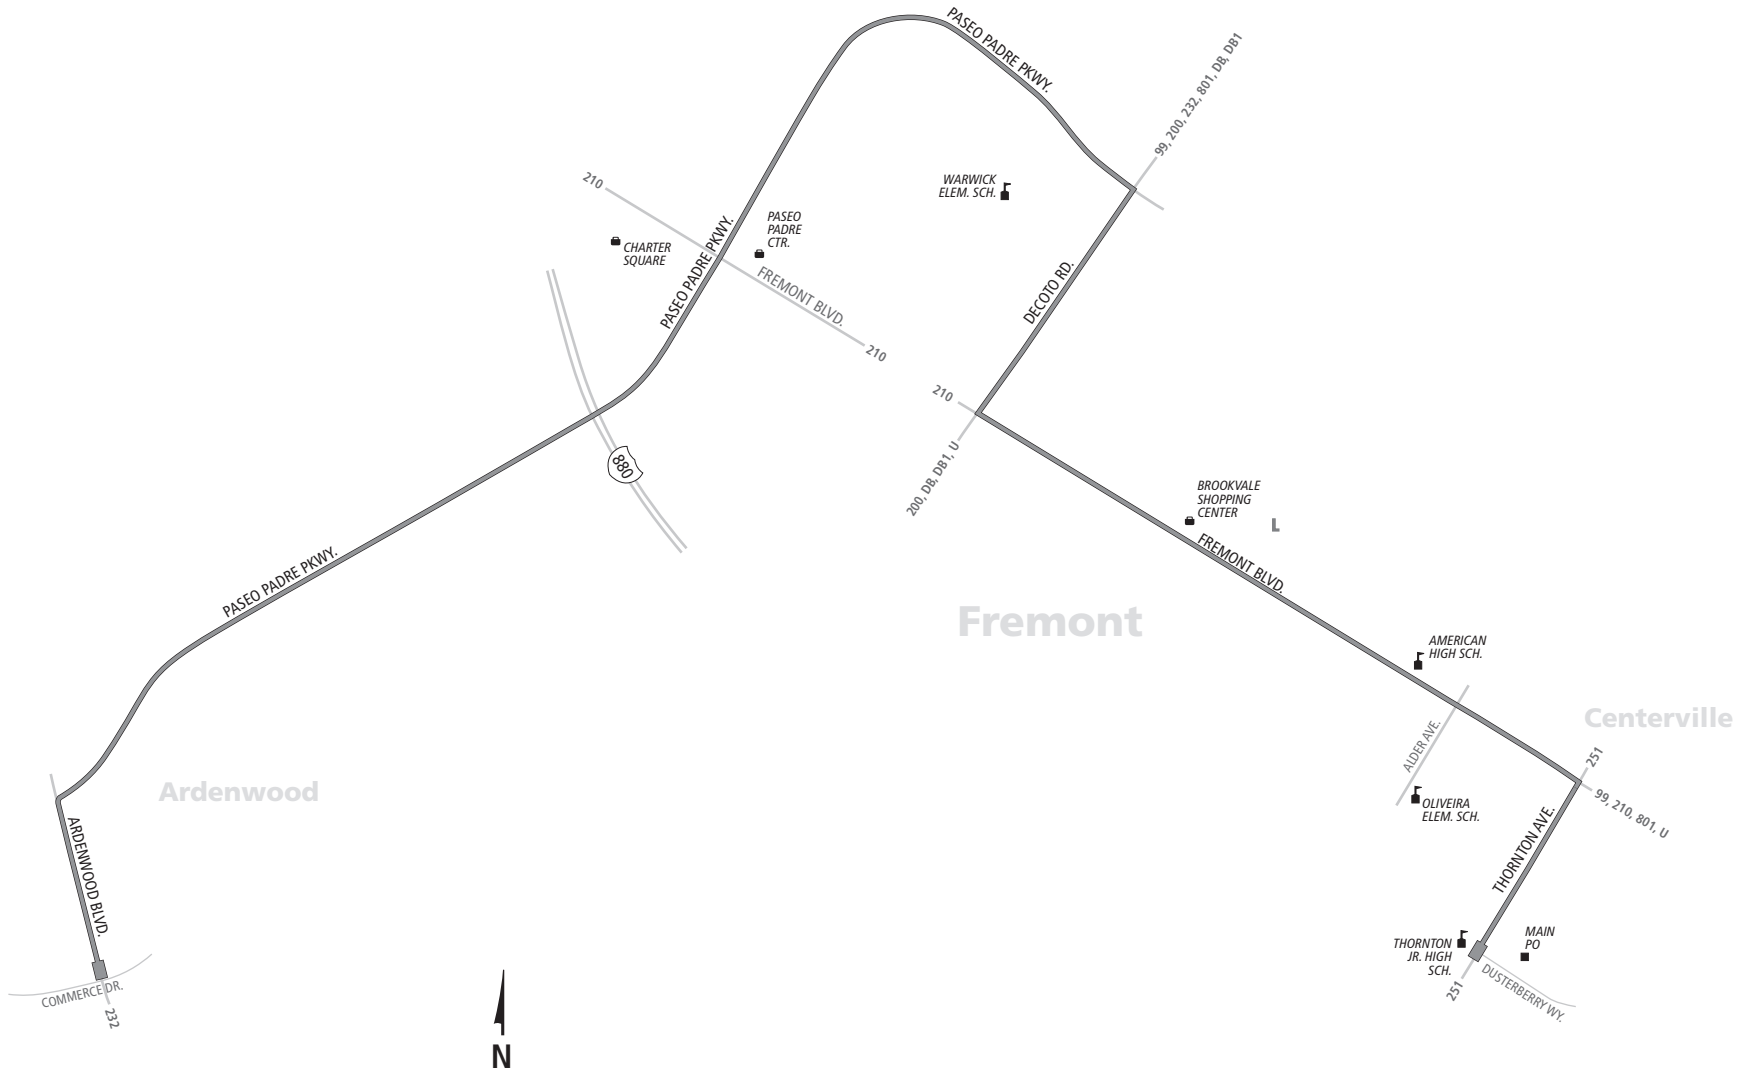 PASEO PADRE PKWY.
99, 200, 232, 801, DB, DB1
210
WARWICK
ELEM. SCH.
PASEO
PADRE
CTR.
CHARTER
SQUARE
PASEO PADRE PKWY.
FREMONT BLVD.
DECOTO RD.
210
210
880
200, DB, DB1, U
BROOKVALE
SHOPPING
CENTER
L
FREMONT BLVD.
PASEO PADRE PKWY.
Fremont
AMERICAN
HIGH SCH.
Centerville
ALDER AVE.
251
Ardenwood
99, 210, 801, U
OLIVEIRA
ELEM. SCH.
THORNTON AVE.
ARDENWOOD BLVD.
THORNTON
JR. HIGH
SCH.
MAIN
PO
COMMERCE DR.
DUSTERBERRY WY.
251
232
N